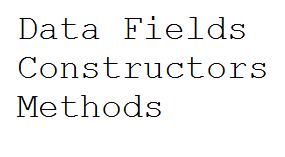 Data Fields
Constructors
Methods